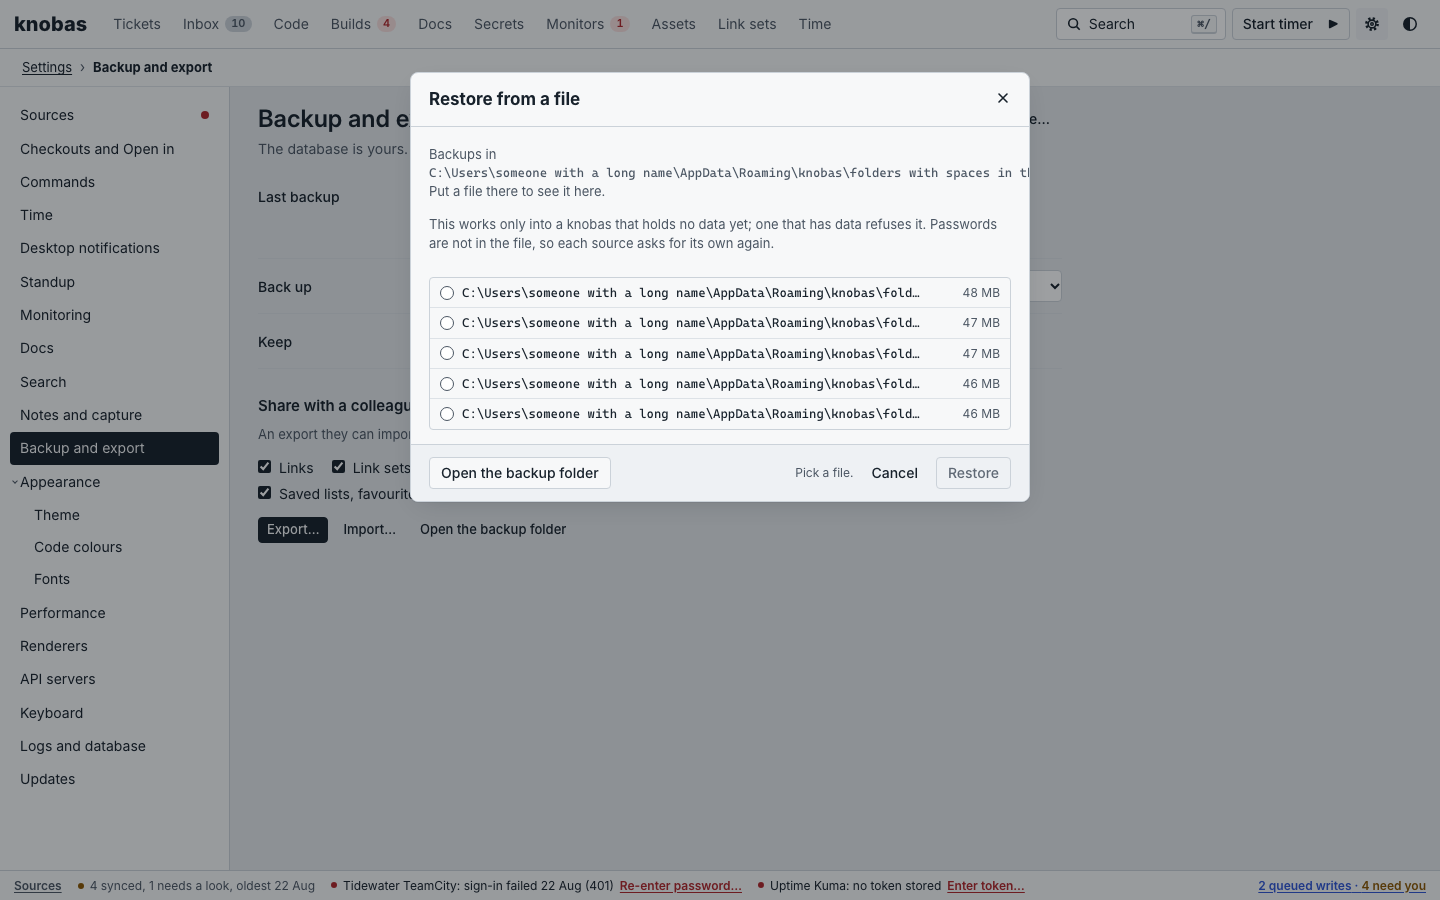 knobas
Tickets
Inbox 10
Code
Builds 4
Docs
Secrets
Monitors 1
Assets
Link sets
Time
Search ⌘/
Start timer
Settings › Backup and export
Sources
Checkouts and Open in
Commands
Time
Desktop notifications
Standup
Monitoring
Docs
Search
Notes and capture
Backup and export
Appearance
Theme
Code colours
Fonts
Performance
Renderers
API servers
Keyboard
Logs and database
Updates
Backup and e
e...
The database is yours.
Last backup
Back up
Keep
Share with a colleagu
An export they can impor
Links
Link sets
Saved lists, favourite
Export...
Import...
Open the backup folder
Restore from a file
Backups in
C:\Users\someone with a long name\AppData\Roaming\knobas\folders with spaces in th
Put a file there to see it here.
This works only into a knobas that holds no data yet; one that has data refuses it. Passwords
are not in the file, so each source asks for its own again.
C:\Users\someone with a long name\AppData\Roaming\knobas\fold… 48 MB
C:\Users\someone with a long name\AppData\Roaming\knobas\fold… 47 MB
C:\Users\someone with a long name\AppData\Roaming\knobas\fold… 47 MB
C:\Users\someone with a long name\AppData\Roaming\knobas\fold… 46 MB
C:\Users\someone with a long name\AppData\Roaming\knobas\fold… 46 MB
Open the backup folder
Pick a file.
Cancel
Restore
Sources
4 synced, 1 needs a look, oldest 22 Aug
Tidewater TeamCity: sign-in failed 22 Aug (401) Re-enter password...
Uptime Kuma: no token stored Enter token...
2 queued writes · 4 need you